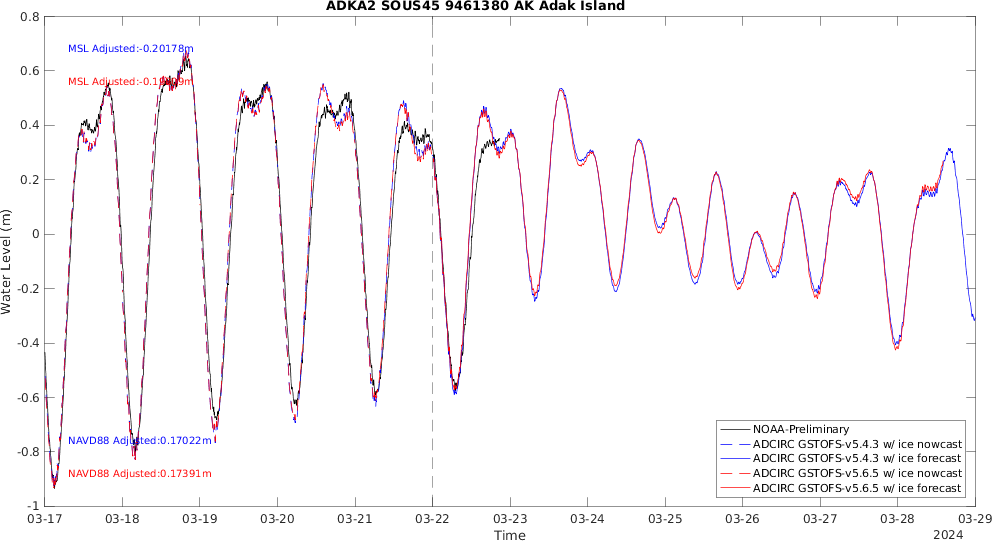 ADKA2 SOUS45 9461380 AK Adak Island
0.8
MSL Adjusted:-0.20178m
0.6
MSL Adjusted:-0.1
0.4
0.2
0
Water Level (m)
-0.2
-0.4
-0.6
NAVD88 Adjusted:0.17022m
-0.8
NAVD88 Adjusted:0.17391m
-1
NOAA-Preliminary
ADCIRC GSTOFS-v5.4.3 w/ ice nowcast
ADCIRC GSTOFS-v5.4.3 w/ ice forecast
ADCIRC GSTOFS-v5.6.5 w/ ice nowcast
ADCIRC GSTOFS-v5.6.5 w/ ice forecast
03-17 03-18 03-19 03-20 03-21 03-22 03-23 03-24 03-25 03-26 03-27 03-28 03-29
Time
2024